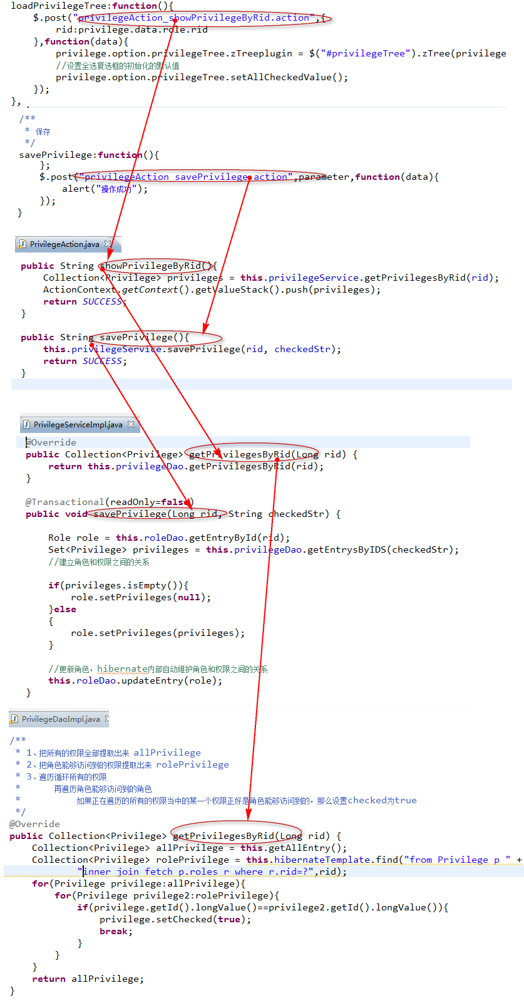 loadPrivilegeTree:function(){
    $.post("privilegeAction_showPrivilegeByRid.action",{
        rid:privilege.data.role.rid
    },function(data){
        privilege.option.privilegeTree.zTreeplugin = $("#privilegeTree").zTree(privilege
        //设置全选复选框的初始化的默认值
        privilege.option.privilegeTree.setAllCheckedValue();
    });
},
/**
 * 保存
 */
savePrivilege:function(){
    };
    $.post("privilegeAction_savePrivilege.action",parameter,function(data){
        alert("操作成功");
    });
}
PrivilegeAction.java
public String showPrivilegeByRid(){
    Collection<Privilege> privileges = this.privilegeService.getPrivilegesByRid(rid);
    ActionContext.getContext().getValueStack().push(privileges);
    return SUCCESS;
}
public String savePrivilege(){
    this.privilegeService.savePrivilege(rid, checkedStr);
    return SUCCESS;
}
PrivilegeServiceImpl.java
@Override
public Collection<Privilege> getPrivilegesByRid(Long rid) {
    return this.privilegeDao.getPrivilegesByRid(rid);
}
@Transactional(readOnly=false)
public void savePrivilege(Long rid, String checkedStr) {
    Role role = this.roleDao.getEntryById(rid);
    Set<Privilege> privileges = this.privilegeDao.getEntrysByIDS(checkedStr);
    //建立角色和权限之间的关系
    if(privileges.isEmpty()){
        role.setPrivileges(null);
    }else
    {
        role.setPrivileges(privileges);
    }
    //更新角色，hibernate内部自动维护角色和权限之间的关系
    this.roleDao.updateEntry(role);
}
PrivilegeDaoImpl.java
/**
 * 1、把所有的权限全部提取出来 allPrivilege
 * 2、把角色能够访问到的权限提取出来 rolePrivilege
 * 3、遍历循环所有的权限
 *      再遍历角色能够访问到的角色
 *          如果正在遍历的所有的权限当中的某一个权限正好是角色能够访问到的，那么设置checked为true
 */
@Override
public Collection<Privilege> getPrivilegesByRid(Long rid) {
    Collection<Privilege> allPrivilege = this.getAllEntry();
    Collection<Privilege> rolePrivilege = this.hibernateTemplate.find("from Privilege p " +
            "inner join fetch p.roles r where r.rid=?",rid);
    for(Privilege privilege:allPrivilege){
        for(Privilege privilege2:rolePrivilege){
            if(privilege.getId().longValue()==privilege2.getId().longValue()){
                privilege.setChecked(true);
                break;
            }
        }
    }
    return allPrivilege;
}